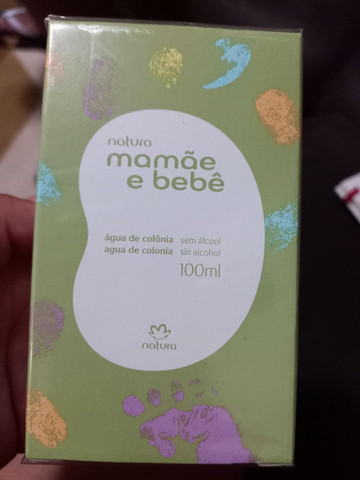 natura
mamãe
e bebê
água de colônia sem álcool
agua de colonia sin alcohol
100ml
natura